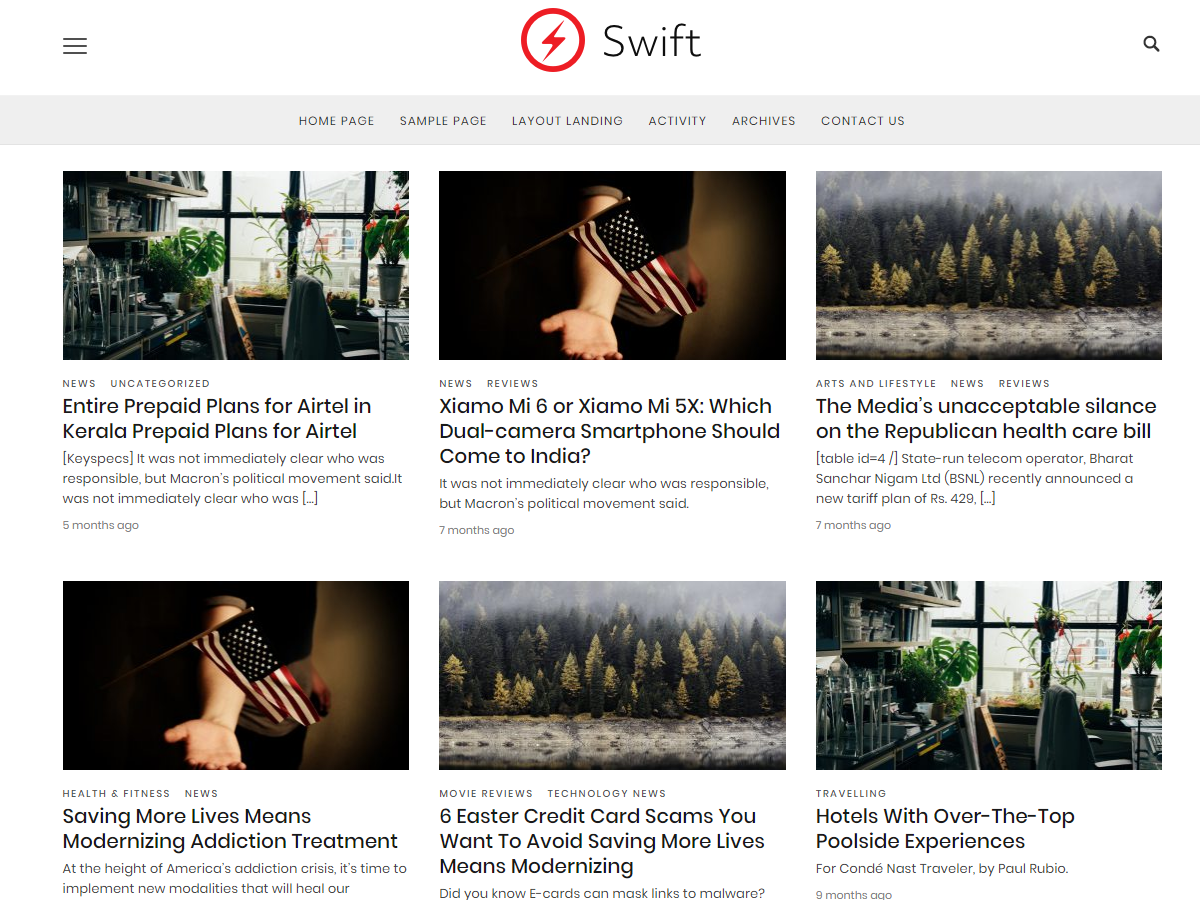 Swift
HOME PAGE SAMPLE PAGE LAYOUT LANDING ACTIVITY ARCHIVES CONTACT US
NEWS UNCATEGORIZED
Entire Prepaid Plans for Airtel in
Kerala Prepaid Plans for Airtel
[Keyspecs] It was not immediately clear who was
responsible, but Macron's political movement said.It
was not immediately clear who was [...]
5 months ago
NEWS REVIEWS
Xiamo Mi 6 or Xiamo Mi 5X: Which
Dual-camera Smartphone Should
Come to India?
It was not immediately clear who was responsible,
but Macron's political movement said.
7 months ago
ARTS AND LIFESTYLE NEWS REVIEWS
The Media's unacceptable silance
on the Republican health care bill
[table id=4 /] State-run telecom operator, Bharat
Sanchar Nigam Ltd (BSNL) recently announced a
new tariff plan of Rs. 429, [...]
7 months ago
HEALTH & FITNESS NEWS
Saving More Lives Means
Modernizing Addiction Treatment
At the height of America's addiction crisis, it's time to
implement new modalities that will heal our
MOVIE REVIEWS TECHNOLOGY NEWS
6 Easter Credit Card Scams You
Want To Avoid Saving More Lives
Means Modernizing
Did you know E-cards can mask links to malware?
TRAVELLING
Hotels With Over-The-Top
Poolside Experiences
For Condé Nast Traveler, by Paul Rubio.
9 months ago